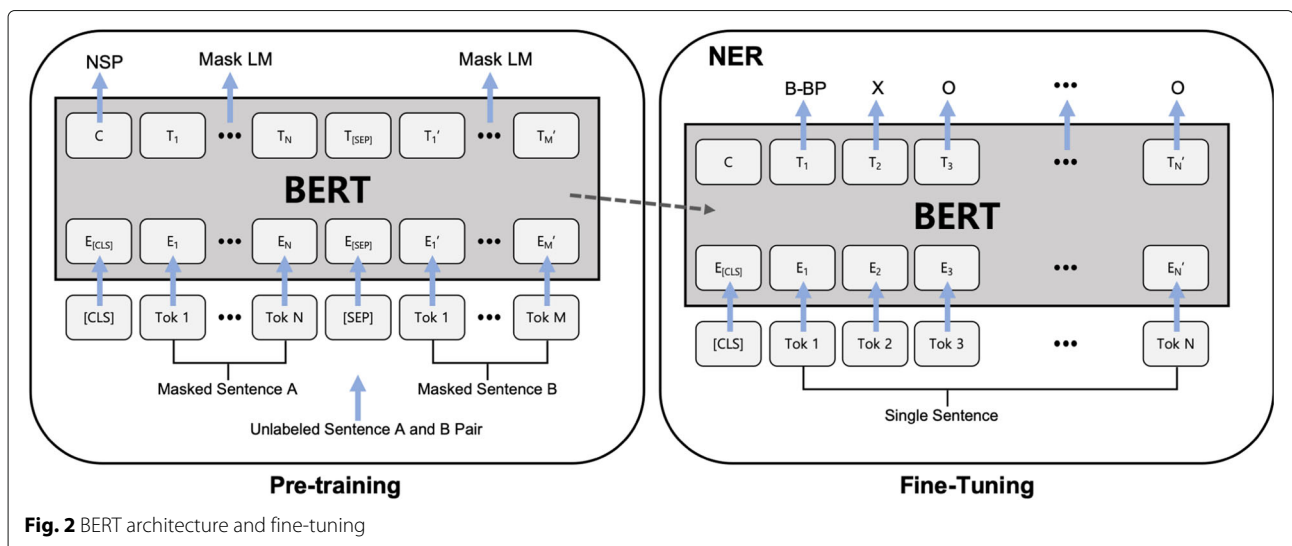 NSP Mask LM Mask LM
C T1 ••• TN T[SEP] T1' ••• TM'
BERT
E[CLS] E1 ••• EN E[SEP] E1' ••• EM'
[CLS] Tok 1 ••• Tok N [SEP] Tok 1 ••• Tok M
Masked Sentence A Masked Sentence B
Unlabeled Sentence A and B Pair
Pre-training
NER
B-BP X O ••• O
C T1 T2 T3 ••• TN'
BERT
E[CLS] E1 E2 E3 ••• EN'
[CLS] Tok 1 Tok 2 Tok 3 ••• Tok N
Single Sentence
Fine-Tuning
Fig. 2 BERT architecture and fine-tuning